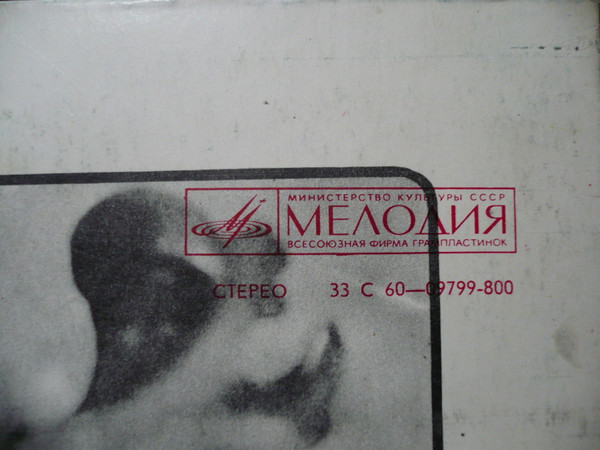 МИНИСТЕРСТВО КУЛЬТУРЫ СССР
МЕЛОДИЯ
ВСЕСОЮЗНАЯ ФИРМА ГРАМПЛАСТИНОК
СТЕРЕО 33 С 60—09799-800